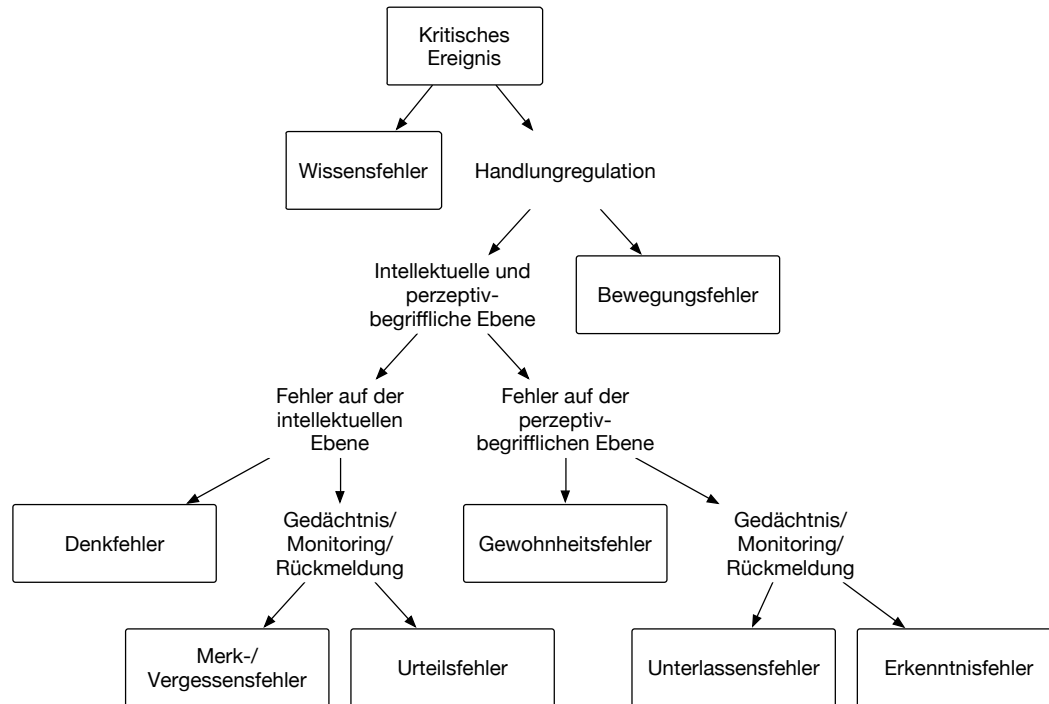 Kritisches
Ereignis
Wissensfehler
Handlungregulation
Intellektuelle und
perzeptiv-
begriffliche Ebene
Bewegungsfehler
Fehler auf der
intellektuellen
Ebene
Fehler auf der
perzeptiv-
begrifflichen Ebene
Denkfehler
Gedächtnis/
Monitoring/
Rückmeldung
Gewohnheitsfehler
Gedächtnis/
Monitoring/
Rückmeldung
Merk-/
Vergessensfehler
Urteilsfehler
Unterlassensfehler
Erkenntnisfehler